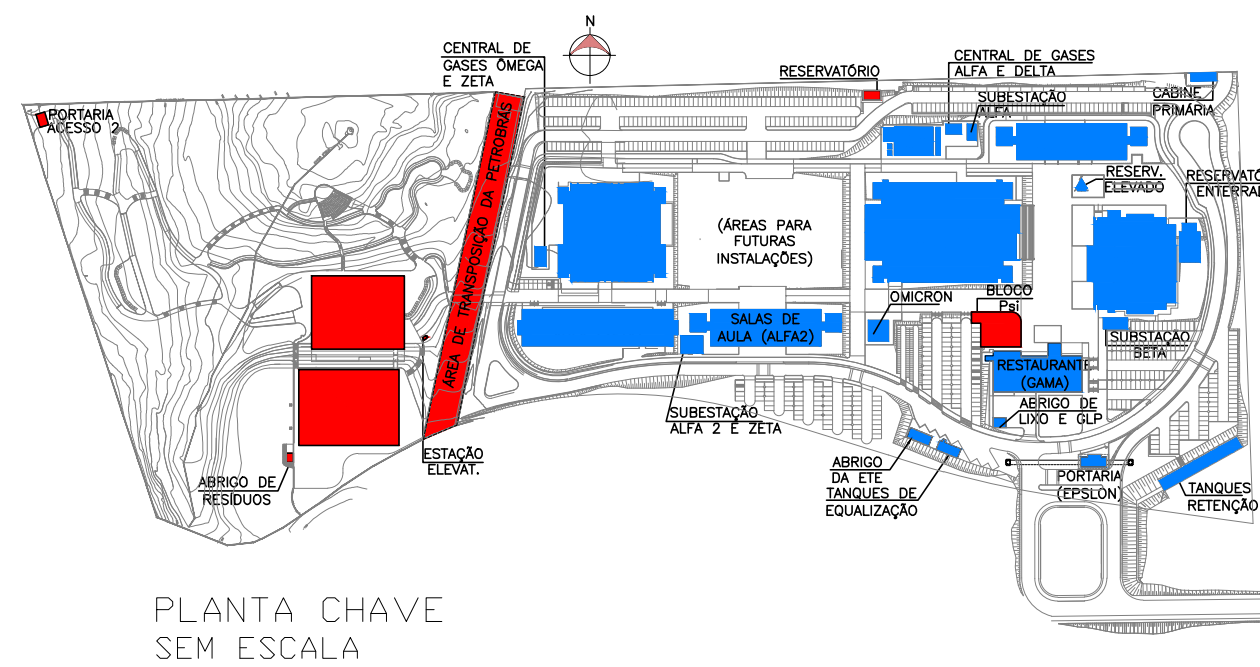 N
CENTRAL DE
GASES ÔMEGA
E ZETA
RESERVATÓRIO
CENTRAL DE GASES
ALFA E DELTA
SUBESTAÇÃO
ALFA
CABINE
PRIMÁRIA
PORTARIA
ACESSO 2
ÁREA DE TRANSPOSIÇÃO DA PETROBRÁS
RESERV.
ELEVADO
RESERVATÓ
ENTERRAD
(ÁREAS PARA
FUTURAS
INSTALAÇÕES)
OMICRON
BLOCO
Psi
SALAS DE
AULA (ALFA2)
SUBSTAÇÃO
BETA
RESTAURANTE
(GAMA)
SUBESTAÇÃO
ALFA 2 E ZETA
ABRIGO DE
LIXO E GLP
ESTAÇÃO
ELEVAT.
ABRIGO DE
RESÍDUOS
ABRIGO
DA ETE
TANQUES DE
EQUALIZAÇÃO
PORTARIA
(EPSLON)
TANQUES
RETENÇÃO
PLANTA CHAVE
SEM ESCALA